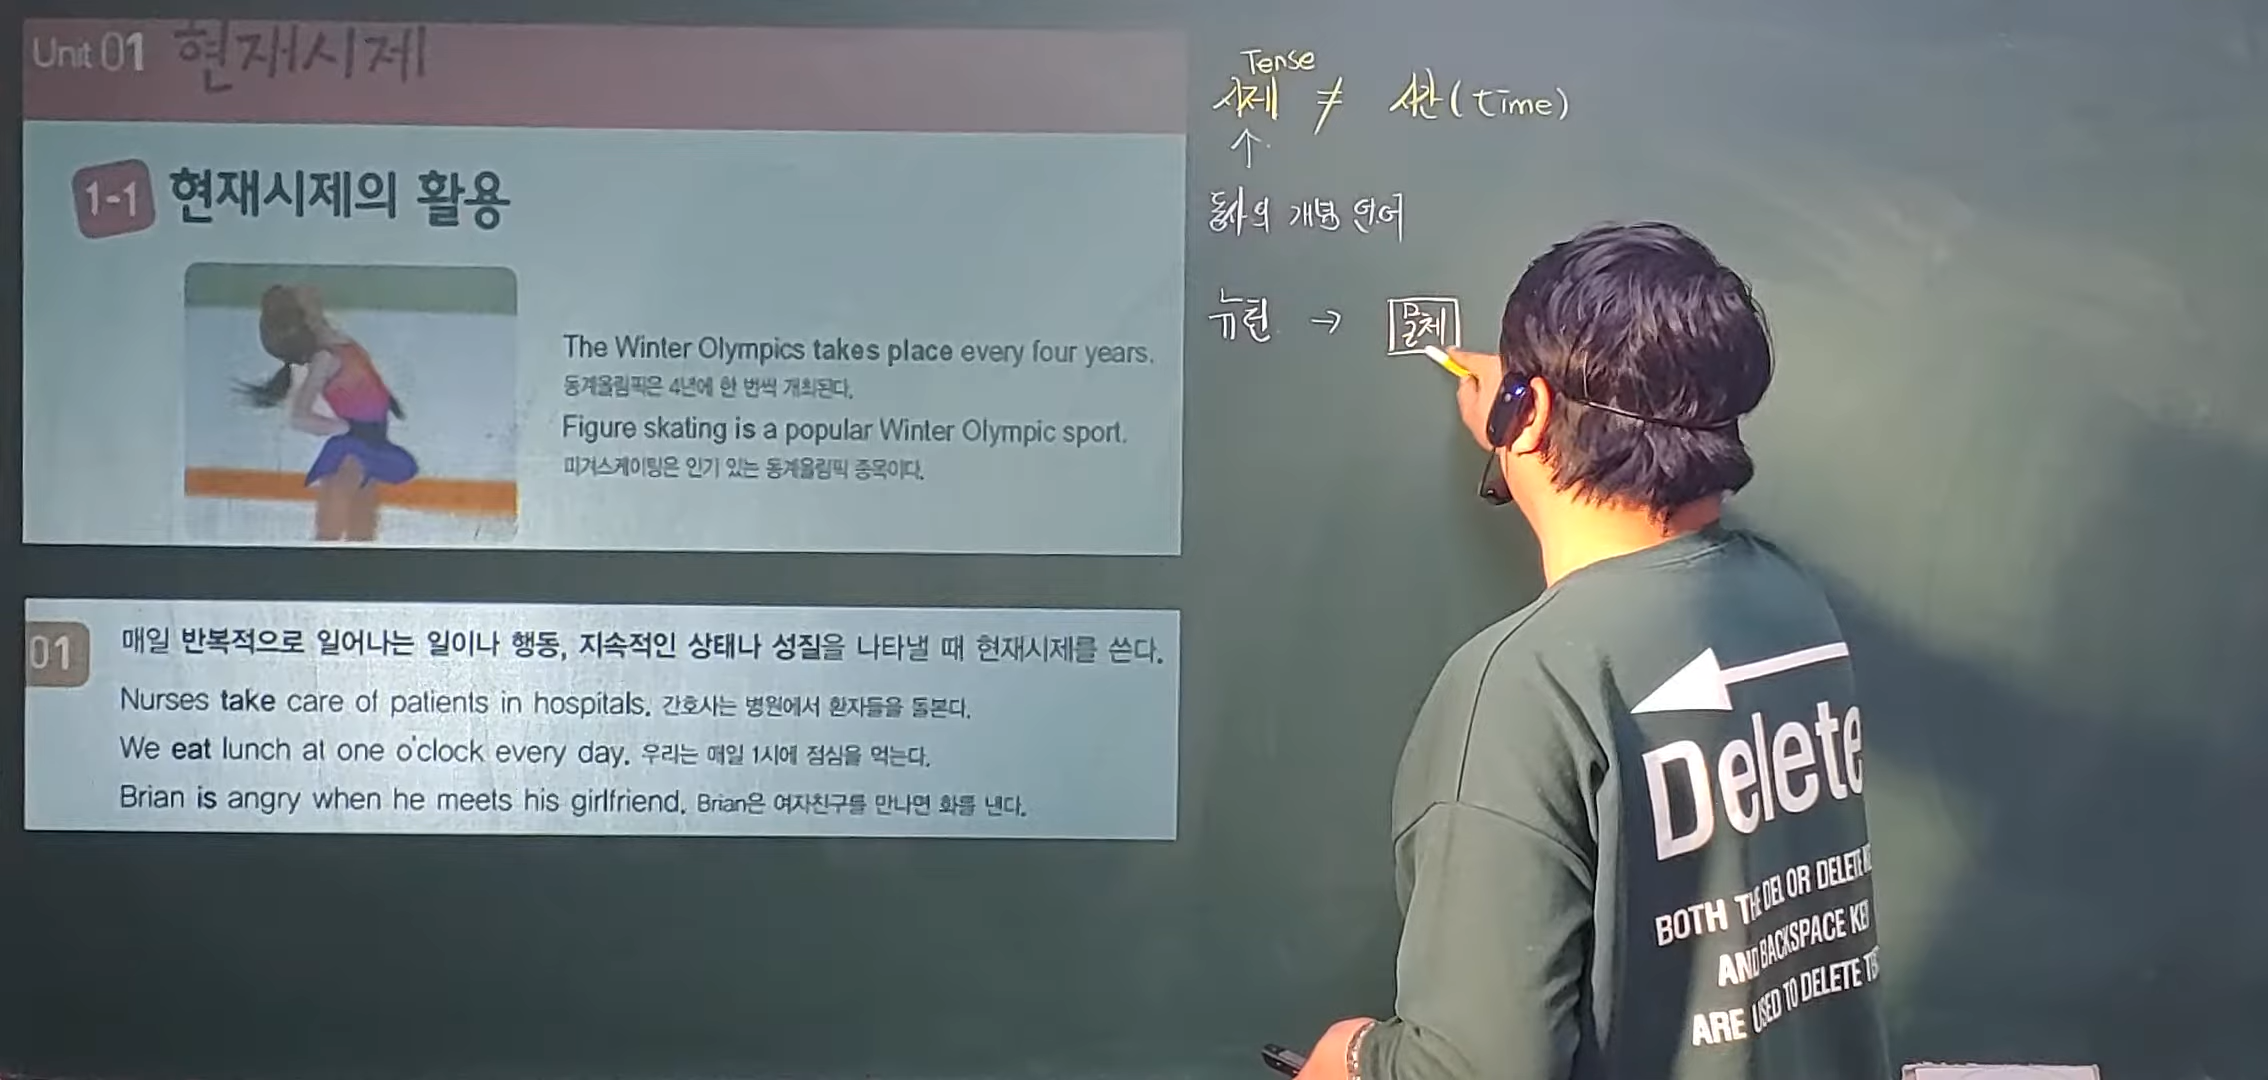 Unit 01 현재시제
1-1 현재시제의 활용
The Winter Olympics takes place every four years.
동계올림픽은 4년에 한 번씩 개최된다.
Figure skating is a popular Winter Olympic sport.
피겨스케이팅은 인기 있는 동계올림픽 종목이다.
01 매일 반복적으로 일어나는 일이나 행동, 지속적인 상태나 성질을 나타낼 때 현재시제를 쓴다.
Nurses take care of patients in hospitals. 간호사는 병원에서 환자들을 돌본다.
We eat lunch at one o'clock every day. 우리는 매일 1시에 점심을 먹는다.
Brian is angry when he meets his girlfriend. Brian은 여자친구를 만나면 화를 낸다.
Tense
시제 ≠ 시간 (time)
↑
동사의 개념 언어
뉴턴 → 물체
Delete
BOTH THE DEL OR DELETE
AND BACKSPACE KEY
ARE USED TO DELETE